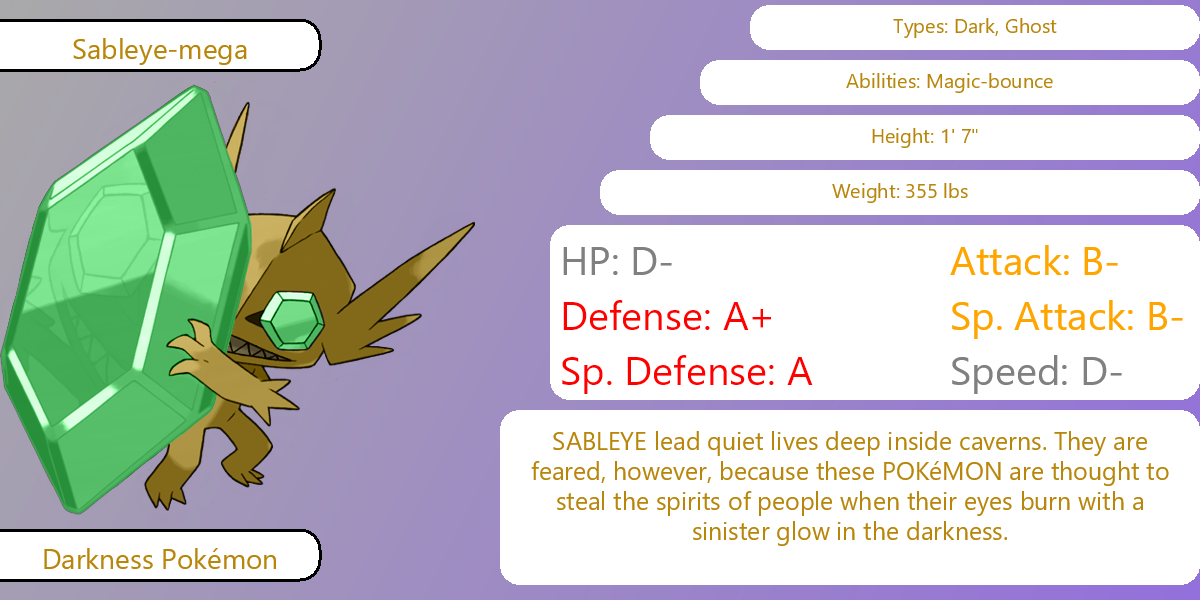 Sableye-mega
Types: Dark, Ghost
Abilities: Magic-bounce
Height: 1' 7"
Weight: 355 lbs
HP: D-
Attack: B-
Defense: A+
Sp. Attack: B-
Sp. Defense: A
Speed: D-
SABLEYE lead quiet lives deep inside caverns. They are
feared, however, because these POKéMON are thought to
steal the spirits of people when their eyes burn with a
sinister glow in the darkness.
Darkness Pokémon